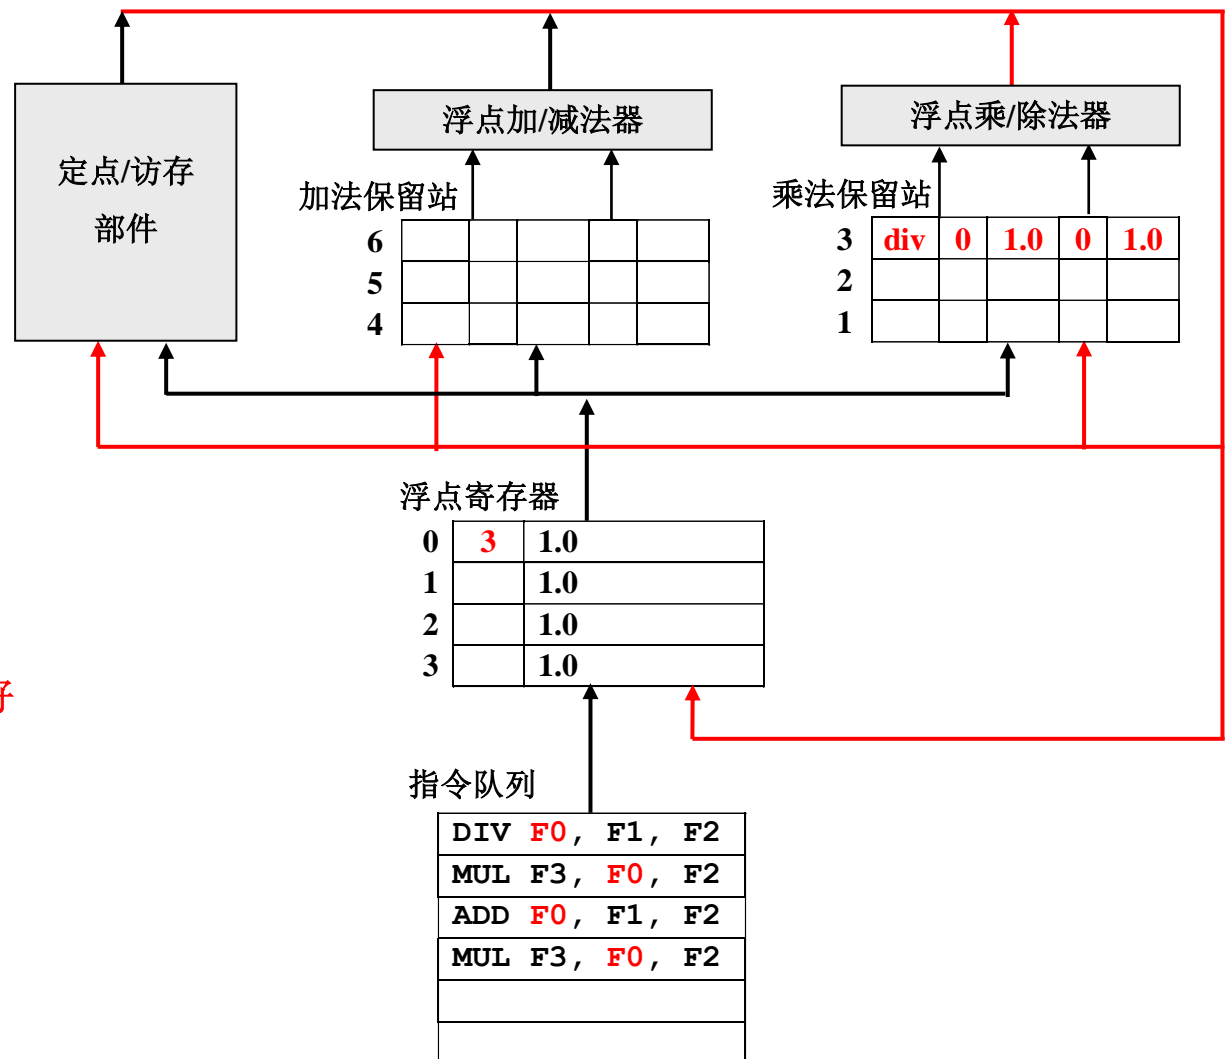 浮点加/减法器
浮点乘/除法器
定点/访存
部件
加法保留站
乘法保留站
6
5
4
3 div 0 1.0 0 1.0
2
1
浮点寄存器
0 3 1.0
1 1.0
2 1.0
3 1.0
指令队列
DIV F0, F1, F2
MUL F3, F0, F2
ADD F0, F1, F2
MUL F3, F0, F2